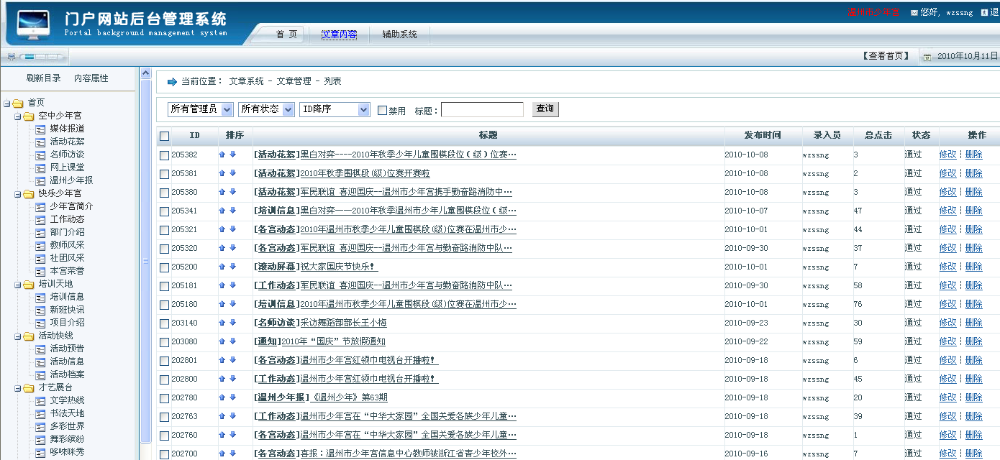 门户网站后台管理系统
Portal background management system
温州市少年宫 您好, wzssng 退
首 页 文章内容 辅助系统
【查看首页】 2010年10月11日
刷新目录 内容属性
首页
空中少年宫
媒体报道
活动花絮
名师访谈
网上课堂
温州少年报
快乐少年宫
少年宫简介
工作动态
部门介绍
教师风采
社团风采
本宫荣誉
培训天地
培训信息
新班快讯
项目介绍
活动快线
活动预告
活动信息
活动档案
才艺展台
文学热线
书法天地
多彩世界
舞彩缤纷
哆唻咪秀
当前位置: 文章系统 - 文章管理 - 列表
所有管理员 所有状态 ID降序 禁用 标题: 查询
ID 排序 标题 发布时间 录入员 总点击 状态 操作
205382 [活动花絮]黑白对弈----2010年秋季少年儿童围棋段位(级)位赛… 2010-10-08 wzssng 3 通过 修改 ¦ 删除
205381 [活动花絮]2010年秋季围棋段(级)位赛开赛啦 2010-10-08 wzssng 2 通过 修改 ¦ 删除
205380 [活动花絮]军民联谊 喜迎国庆--温州市少年宫携手勤奋路消防中… 2010-10-08 wzssng 3 通过 修改 ¦ 删除
205341 [培训信息]黑白对弈——2010年秋季温州市少年儿童围棋段位(级… 2010-10-07 wzssng 47 通过 修改 ¦ 删除
205321 [各宫动态]2010年温州市秋季少年儿童围棋段(级)位赛在温州市少… 2010-10-01 wzssng 44 通过 修改 ¦ 删除
205320 [各宫动态]军民联谊 喜迎国庆--温州市少年宫与勤奋路消防中队… 2010-09-30 wzssng 37 通过 修改 ¦ 删除
205200 [滚动屏幕]祝大家国庆节快乐! 2010-10-01 wzssng 7 通过 修改 ¦ 删除
205181 [工作动态]军民联谊 喜迎国庆--温州市少年宫与勤奋路消防中队… 2010-09-30 wzssng 58 通过 修改 ¦ 删除
205180 [培训信息]2010年温州市秋季少年儿童围棋段(级)位赛在温州市少… 2010-10-01 wzssng 76 通过 修改 ¦ 删除
203140 [名师访谈]采访舞蹈部部长王小梅 2010-09-23 wzssng 30 通过 修改 ¦ 删除
203080 [通知]2010年“国庆”节放假通知 2010-09-22 wzssng 59 通过 修改 ¦ 删除
202801 [各宫动态]温州市少年宫红领巾电视台开播啦! 2010-09-18 wzssng 6 通过 修改 ¦ 删除
202800 [工作动态]温州市少年宫红领巾电视台开播啦! 2010-09-18 wzssng 45 通过 修改 ¦ 删除
202780 [温州少年报]《温州少年》第63期 2010-09-18 wzssng 20 通过 修改 ¦ 删除
202763 [工作动态]温州市少年宫在“中华大家园”全国关爱各族少年儿童… 2010-09-18 wzssng 39 通过 修改 ¦ 删除
202760 [各宫动态]温州市少年宫在“中华大家园”全国关爱各族少年儿童… 2010-09-18 wzssng 1 通过 修改 ¦ 删除
202700 [各宫动态]喜报:温州市少年宫信息中心教师被浙江省青少年校外… 2010-09-16 wzssng 7 通过 修改 ¦ 删除